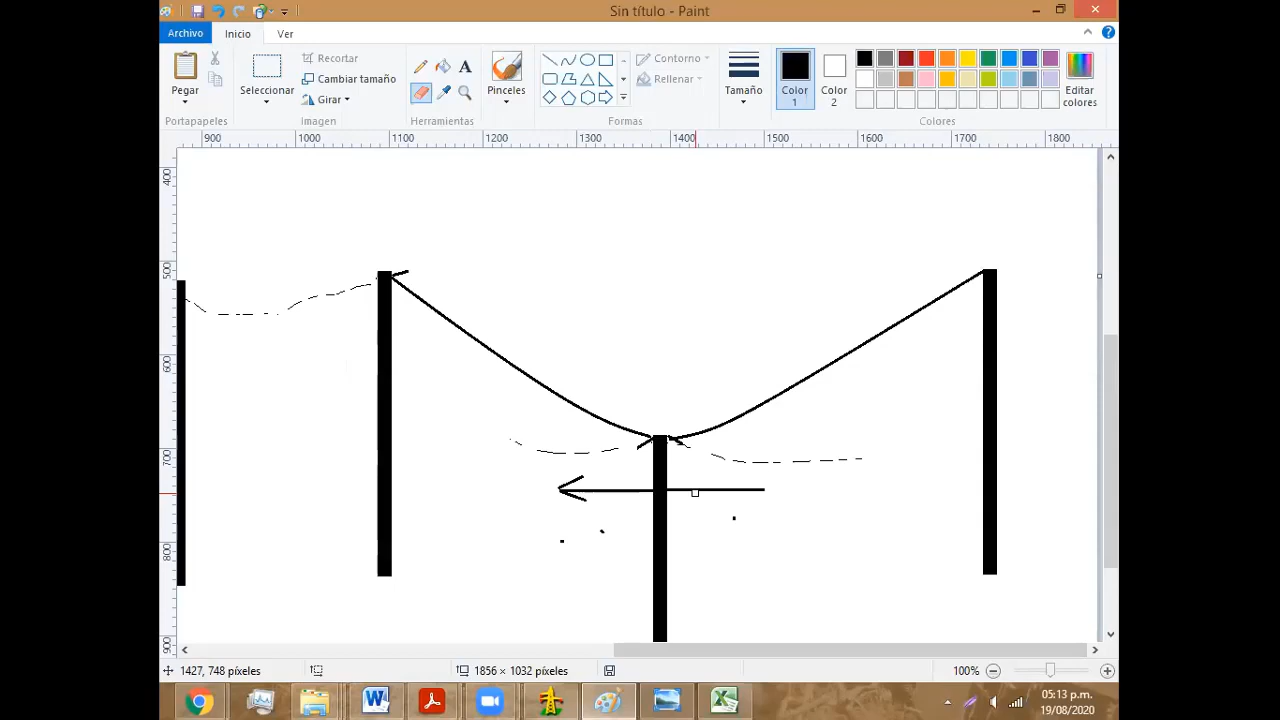 Sin título - Paint
Archivo Inicio Ver
Pegar
Seleccionar
Recortar
Cambiar tamaño
Girar
A
Pinceles
Contorno
Rellenar
Tamaño
Color 1
Color 2
Editar colores
Portapapeles Imagen Herramientas Formas Colores
900 1000 1100 1200 1300 1400 1500 1600 1700 1800
400
500
600
700
800
900
1427, 748 píxeles 1856 × 1032 píxeles 100%
05:13 p.m.
19/08/2020